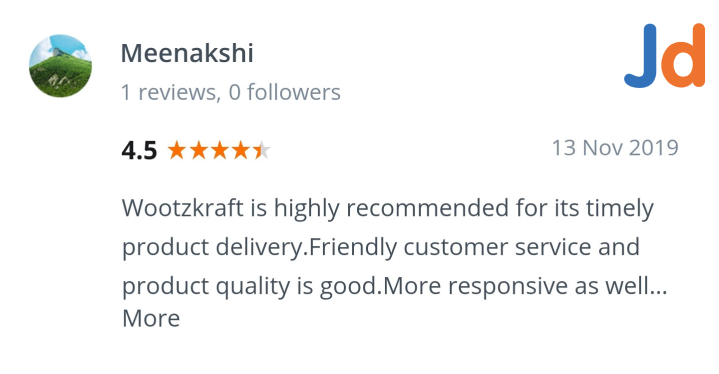 Meenakshi
Jd
1 reviews, 0 followers
4.5
13 Nov 2019
Wootzkraft is highly recommended for its timely
product delivery.Friendly customer service and
product quality is good.More responsive as well...
More